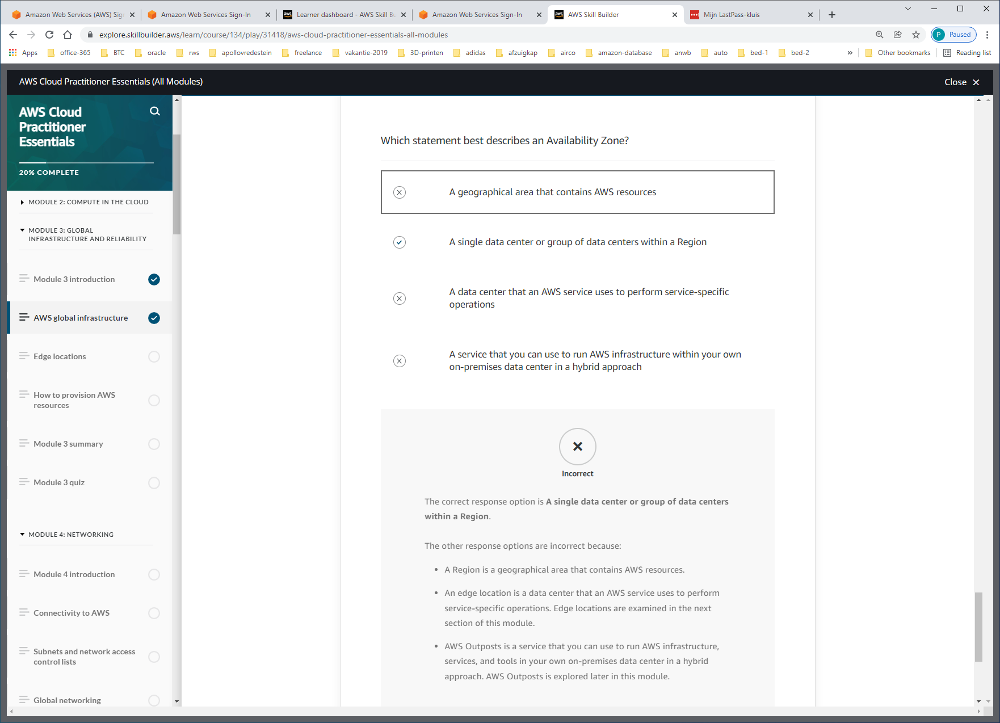 Amazon Web Services (AWS) Sig
Amazon Web Services Sign-In
Learner dashboard - AWS Skill Bu
Amazon Web Services Sign-In
AWS Skill Builder
Mijn LastPass-kluis
explore.skillbuilder.aws/learn/course/134/play/31418/aws-cloud-practitioner-essentials-all-modules
P Paused
Apps office-365 BTC oracle rws apollovredestein freelance vakantie-2019 3D-printen adidas afzuigkap airco amazon-database anwb auto bed-1 bed-2 » Other bookmarks Reading list
AWS Cloud Practitioner Essentials (All Modules)
Close
AWS Cloud
Practitioner
Essentials
20% COMPLETE
MODULE 2: COMPUTE IN THE CLOUD
MODULE 3: GLOBAL
INFRASTRUCTURE AND RELIABILITY
Module 3 introduction
AWS global infrastructure
Edge locations
How to provision AWS
resources
Module 3 summary
Module 3 quiz
MODULE 4: NETWORKING
Module 4 introduction
Connectivity to AWS
Subnets and network access
control lists
Global networking
Which statement best describes an Availability Zone?
A geographical area that contains AWS resources
A single data center or group of data centers within a Region
A data center that an AWS service uses to perform service-specific
operations
A service that you can use to run AWS infrastructure within your own
on-premises data center in a hybrid approach
Incorrect
The correct response option is A single data center or group of data centers
within a Region.
The other response options are incorrect because:
• A Region is a geographical area that contains AWS resources.
• An edge location is a data center that an AWS service uses to perform
service-specific operations. Edge locations are examined in the next
section of this module.
• AWS Outposts is a service that you can use to run AWS infrastructure,
services, and tools in your own on-premises data center in a hybrid
approach. AWS Outposts is explored later in this module.